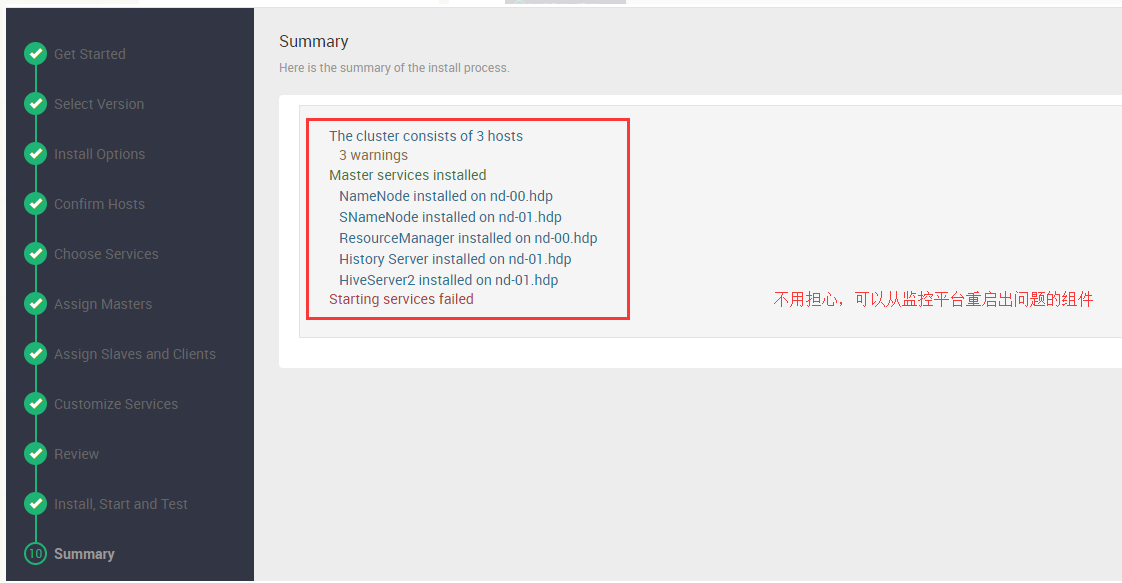 Get Started
Select Version
Install Options
Confirm Hosts
Choose Services
Assign Masters
Assign Slaves and Clients
Customize Services
Review
Install, Start and Test
10 Summary
Summary
Here is the summary of the install process.
The cluster consists of 3 hosts
3 warnings
Master services installed
NameNode installed on nd-00.hdp
SNameNode installed on nd-01.hdp
ResourceManager installed on nd-00.hdp
History Server installed on nd-01.hdp
HiveServer2 installed on nd-01.hdp
Starting services failed
不用担心，可以从监控平台重启出问题的组件